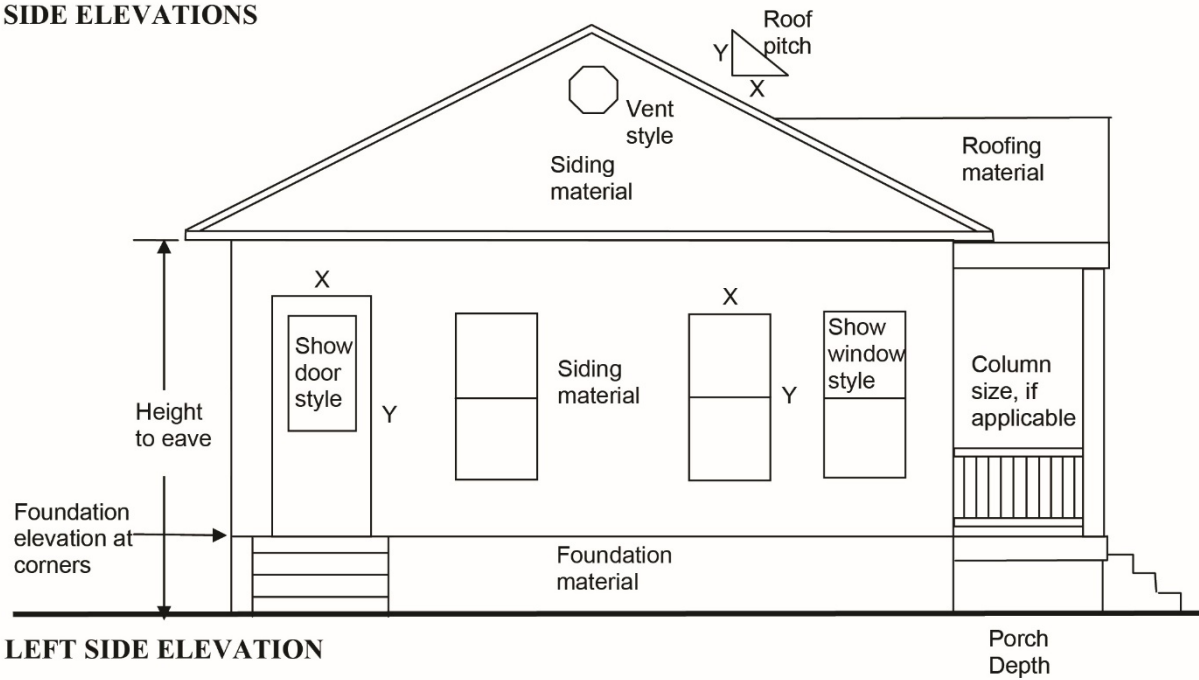 SIDE ELEVATIONS
Roof
pitch
Y
X
Vent
style
Roofing
material
Siding
material
X
X
Show
door
style
Y
Siding
material
Y
Show
window
style
Column
size, if
applicable
Height
to eave
Foundation
elevation at
corners
Foundation
material
LEFT SIDE ELEVATION
Porch
Depth